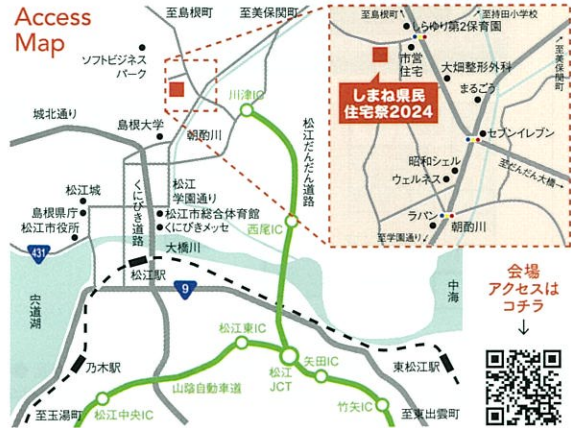 Access
Map
至島根町
至美保関町
ソフトビジネス
パーク
川津IC
城北通り
島根大学
朝酌川
松江だんだん道路
松江
学園通り
くにびき道路
松江城
島根県庁
松江市役所
松江市総合体育館
くにびきメッセ
西尾IC
大橋川
431
松江駅
9
宍道湖
中海
松江東IC
乃木駅
松江
JCT
矢田IC
東松江駅
山陰自動車道
至玉湯町
松江中央IC
竹矢IC
至東出雲町
至島根町
至持田小学校
しらゆり第2保育園
市営
住宅
至美保関町
大畑整形外科
まるごう
しまね県民
住宅祭2024
セブンイレブン
昭和シェル
ウェルネス
至だんだん大橋
ラパン
朝酌川
至学園通り
会場
アクセスは
コチラ
↓